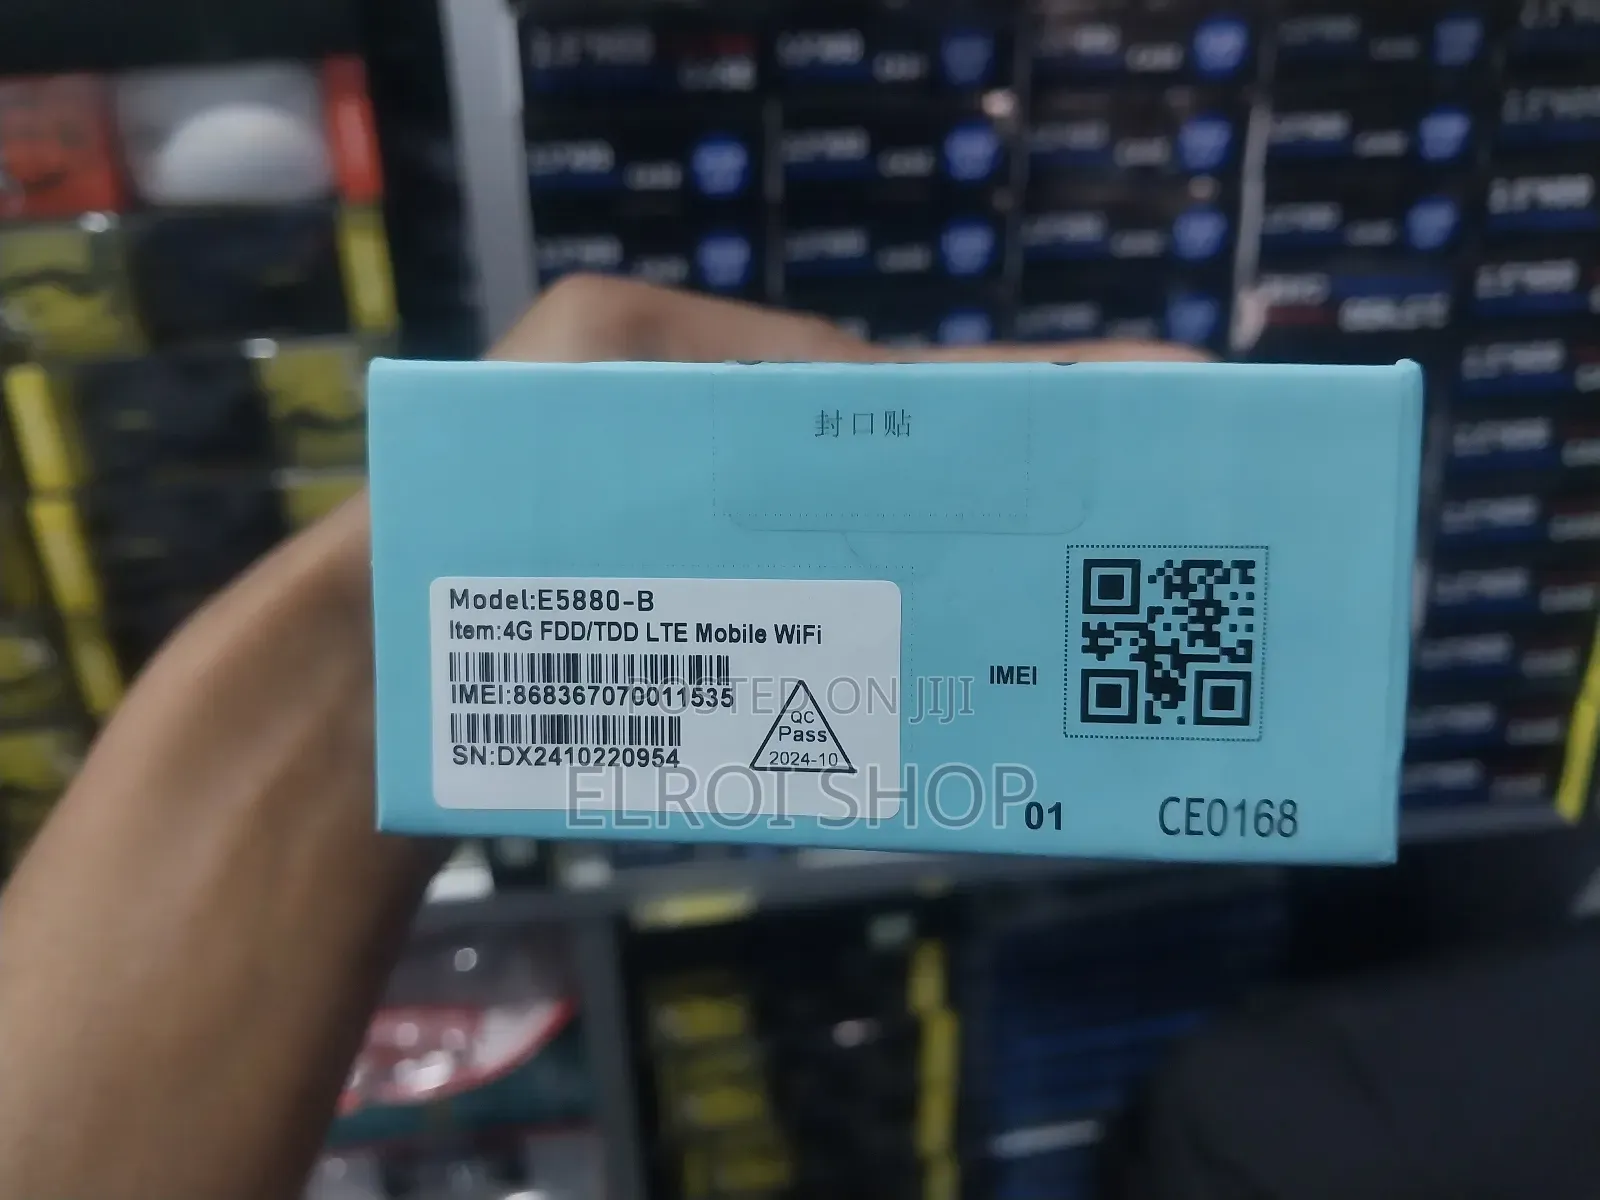 封口贴
Model:E5880-B
Item:4G FDD/TDD LTE Mobile WiFi
IMEI:868367070011535
SN:DX2410220954
QC
Pass
2024-10
IMEI
01
CE0168
POSTED ON JIJI
ELROI SHOP